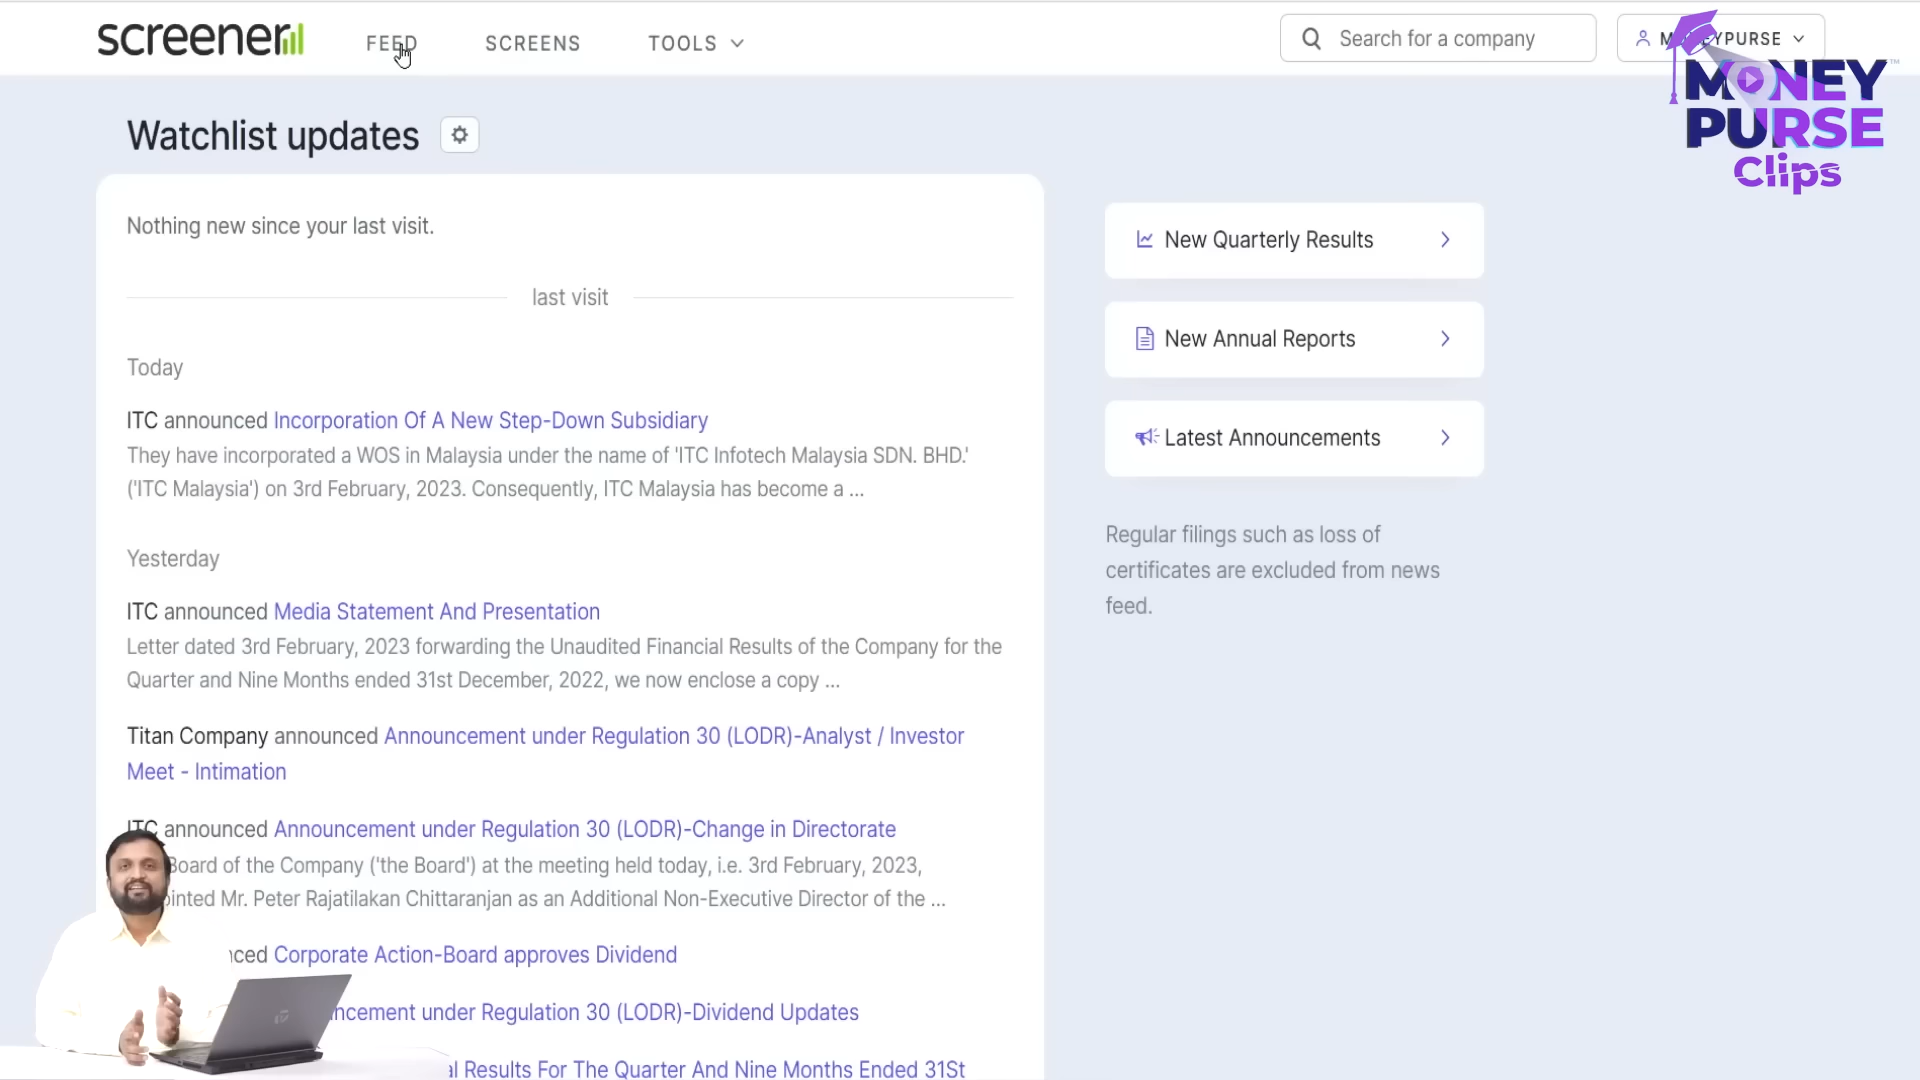 screener FEED SCREENS TOOLS Search for a company PURSE
MONEY™
PURSE
Clips
Watchlist updates
Nothing new since your last visit.
last visit
Today
ITC announced Incorporation Of A New Step-Down Subsidiary
They have incorporated a WOS in Malaysia under the name of 'ITC Infotech Malaysia SDN. BHD.'
('ITC Malaysia') on 3rd February, 2023. Consequently, ITC Malaysia has become a ...
Yesterday
ITC announced Media Statement And Presentation
Letter dated 3rd February, 2023 forwarding the Unaudited Financial Results of the Company for the
Quarter and Nine Months ended 31st December, 2022, we now enclose a copy ...
Titan Company announced Announcement under Regulation 30 (LODR)-Analyst / Investor
Meet - Intimation
ITC announced Announcement under Regulation 30 (LODR)-Change in Directorate
Board of the Company ('the Board') at the meeting held today, i.e. 3rd February, 2023,
Mr. Peter Rajatilakan Chittaranjan as an Additional Non-Executive Director of the ...
Corporate Action-Board approves Dividend
under Regulation 30 (LODR)-Dividend Updates
Results For The Quarter And Nine Months Ended 31St
New Quarterly Results
New Annual Reports
Latest Announcements
Regular filings such as loss of
certificates are excluded from news
feed.